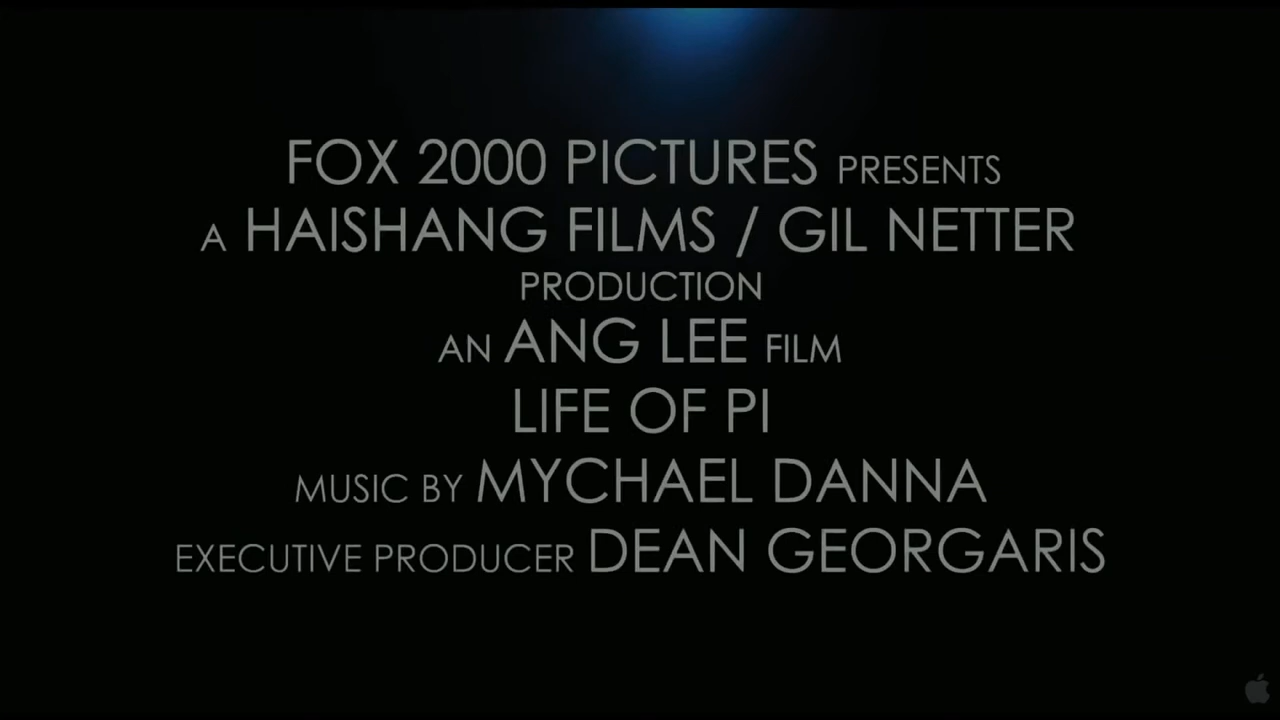 FOX 2000 PICTURES PRESENTS
A HAISHANG FILMS / GIL NETTER
PRODUCTION
AN ANG LEE FILM
LIFE OF PI
MUSIC BY MYCHAEL DANNA
EXECUTIVE PRODUCER DEAN GEORGARIS